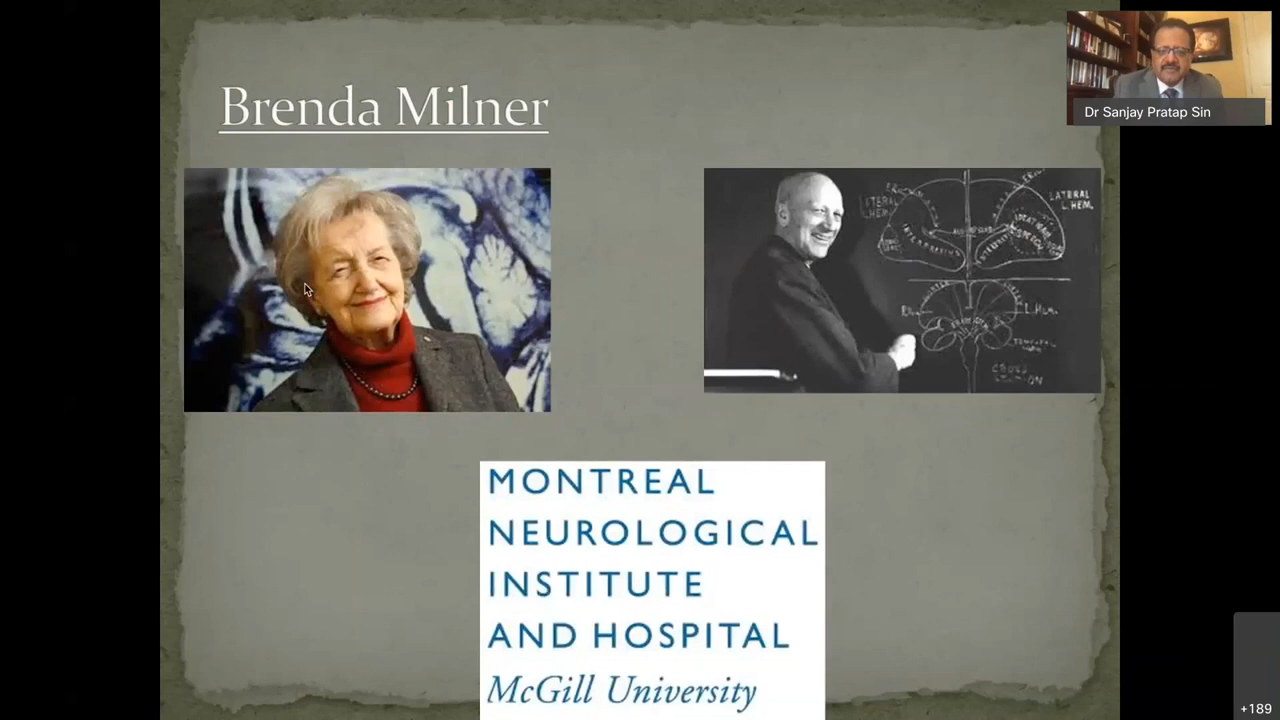 Brenda Milner
Dr Sanjay Pratap Sin
LATERAL
L. HEM.
MONTREAL
NEUROLOGICAL
INSTITUTE
AND HOSPITAL
McGill University
+189